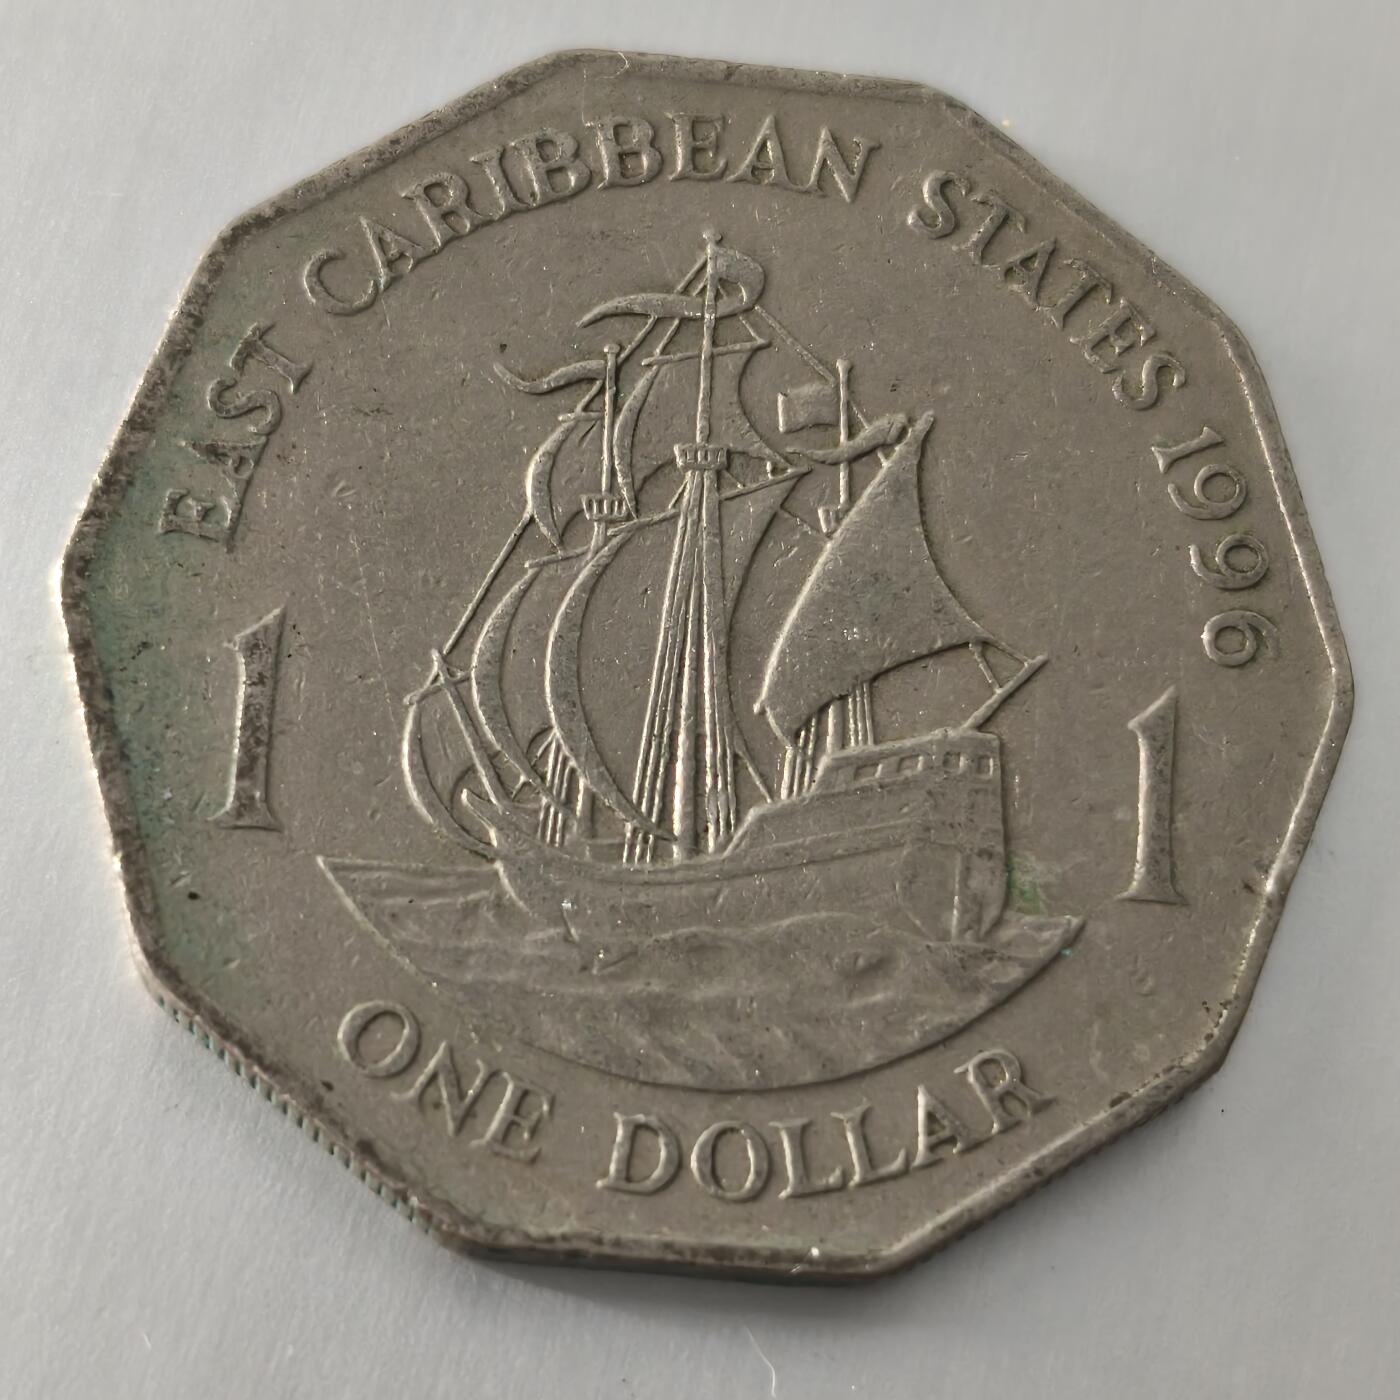 EAST CARIBBEAN STATES 1996
1 1
ONE DOLLAR